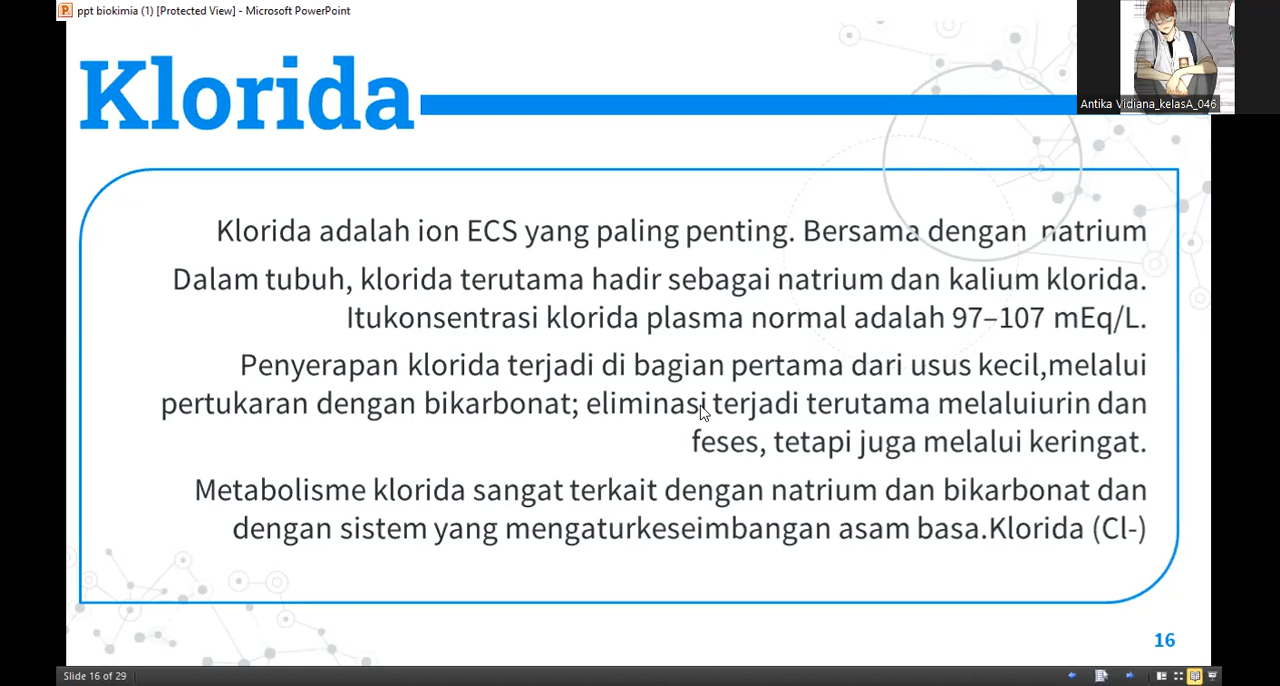 ppt biokimia (1) [Protected View] - Microsoft PowerPoint
Antika Vidiana_kelasA_046
Klorida
Klorida adalah ion ECS yang paling penting. Bersama dengan natrium
Dalam tubuh, klorida terutama hadir sebagai natrium dan kalium klorida.
Itukonsentrasi klorida plasma normal adalah 97–107 mEq/L.
Penyerapan klorida terjadi di bagian pertama dari usus kecil,melalui
pertukaran dengan bikarbonat; eliminasi terjadi terutama melaluiurin dan
feses, tetapi juga melalui keringat.
Metabolisme klorida sangat terkait dengan natrium dan bikarbonat dan
dengan sistem yang mengaturkeseimbangan asam basa.Klorida (Cl-)
16
Slide 16 of 29